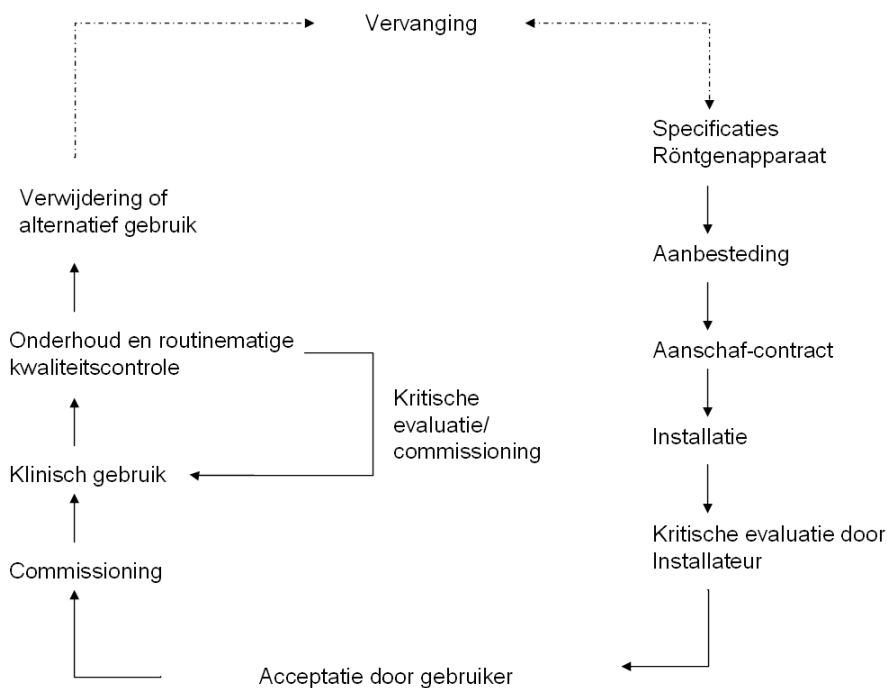 Vervanging
Specificaties
Röntgenapparaat
Aanbesteding
Aanschaf-contract
Installatie
Kritische evaluatie door
Installateur
Acceptatie door gebruiker
Commissioning
Klinisch gebruik
Onderhoud en routinematige
kwaliteitscontrole
Kritische
evaluatie/
commissioning
Verwijdering of
alternatief gebruik